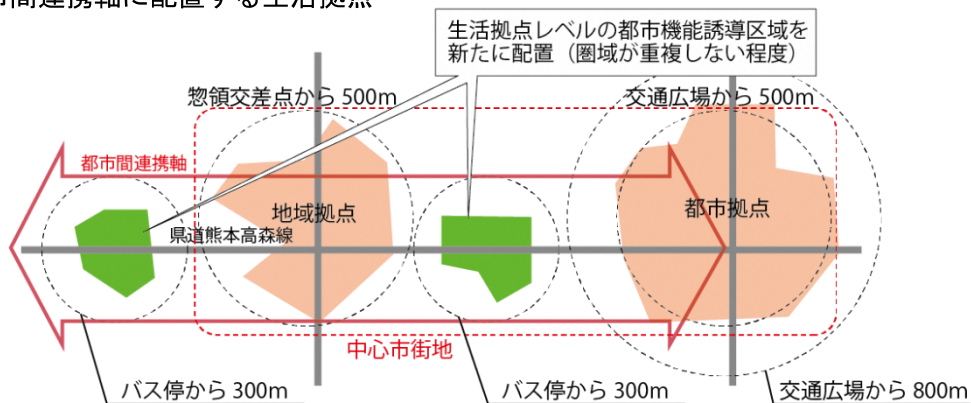 市間連携軸に配置する生活拠点
生活拠点レベルの都市機能誘導区域を
新たに配置（圏域が重複しない程度）
惣領交差点から 500m
交通広場から 500m
都市間連携軸
地域拠点
都市拠点
県道熊本高森線
中心市街地
バス停から 300m
バス停から 300m
交通広場から 800m